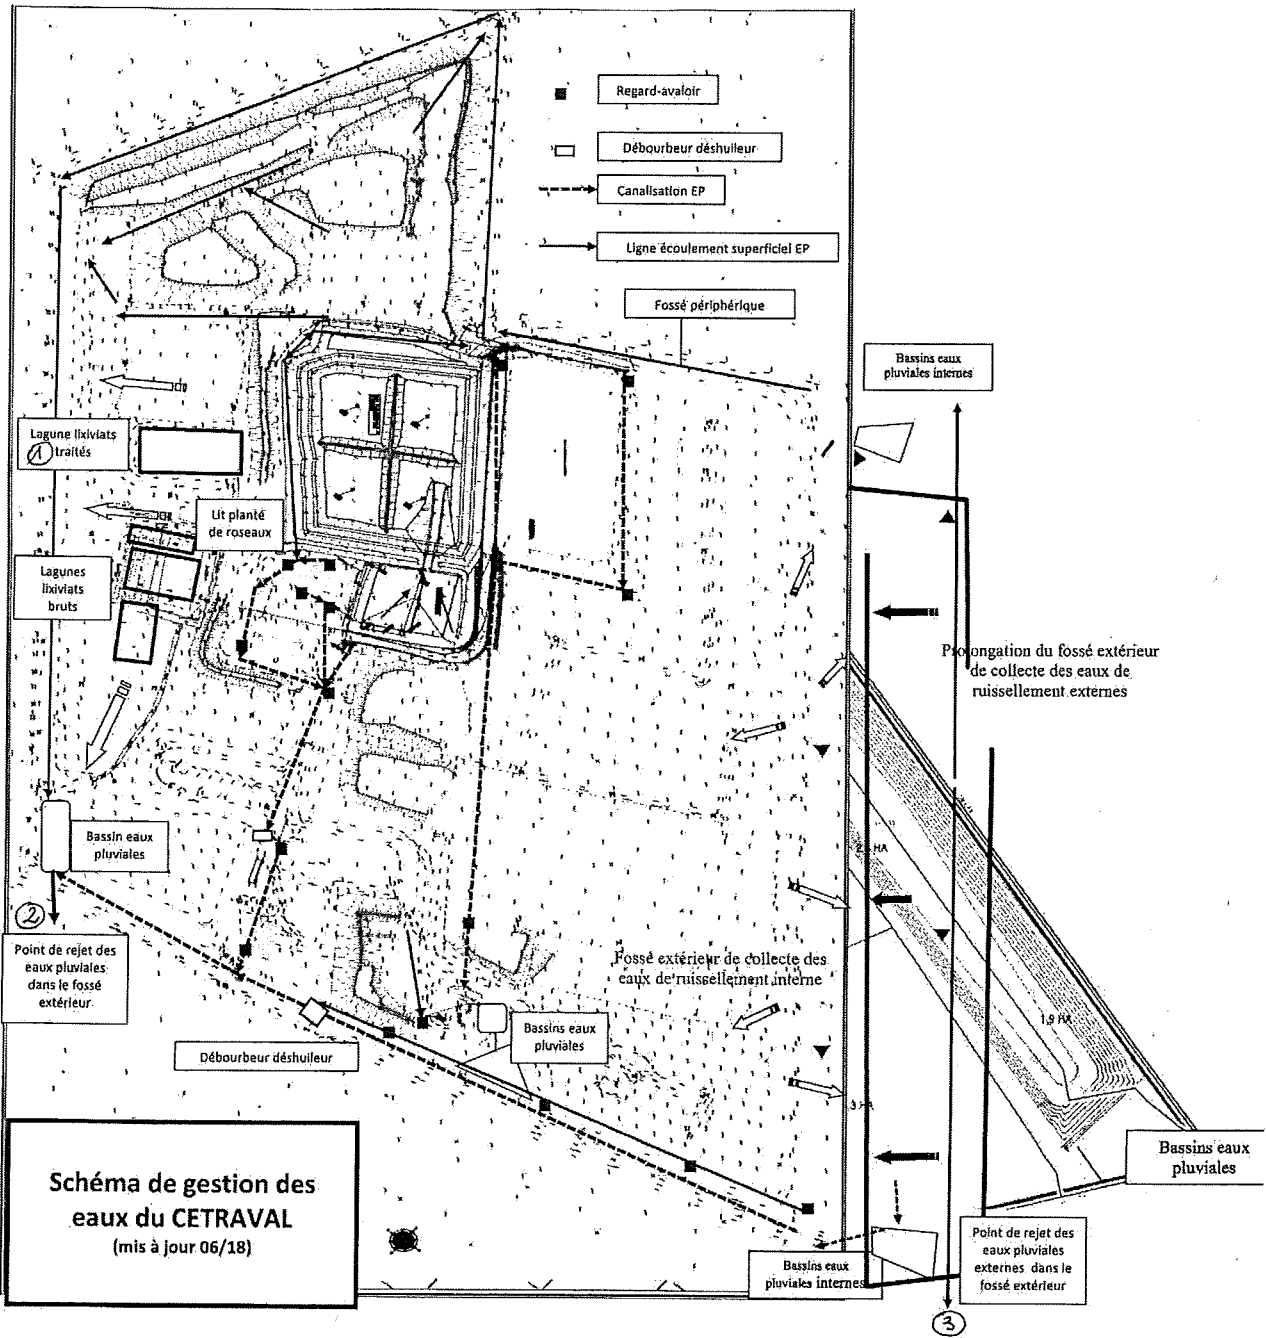 Regard-avaloir
Débourbeur déshuileur
Canalisation EP
Ligne écoulement superficiel EP
Fossé périphérique
Bassins eaux
pluviales internes
Lagune lixiviats
traités
1
Lit planté
de roseaux
Lagunes
lixiviats
bruts
Prolongation du fossé extérieur
de collecte des eaux de
ruissellement externes
Bassin eaux
pluviales
HA
2
Point de rejet des
eaux pluviales
dans le fossé
extérieur
Fossé extérieur de collecte des
eaux de ruissellement interne
1,9 HA
Bassins eaux
pluviales
Débourbeur déshuileur
3 HA
Bassins eaux
pluviales
Schéma de gestion des
eaux du CETRAVAL
(mis à jour 06/18)
Bassins eaux
pluviales internes
Point de rejet des
eaux pluviales
externes dans le
fossé extérieur
3